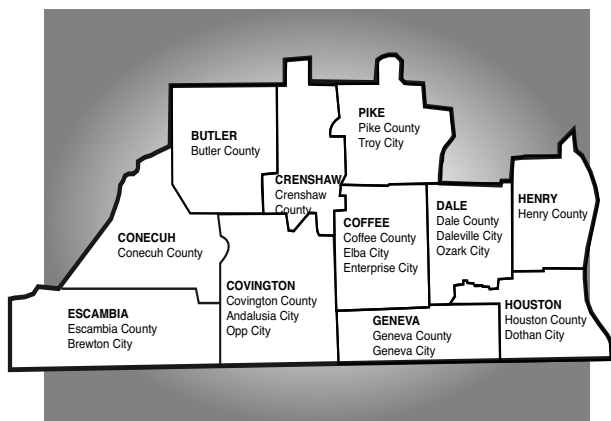 PIKE
Pike County
Troy City
BUTLER
Butler County
CRENSHAW
Crenshaw
County
HENRY
Henry County
DALE
Dale County
Daleville City
Ozark City
COFFEE
Coffee County
Elba City
Enterprise City
CONECUH
Conecuh County
COVINGTON
Covington County
Andalusia City
Opp City
ESCAMBIA
Escambia County
Brewton City
GENEVA
Geneva County
Geneva City
HOUSTON
Houston County
Dothan City